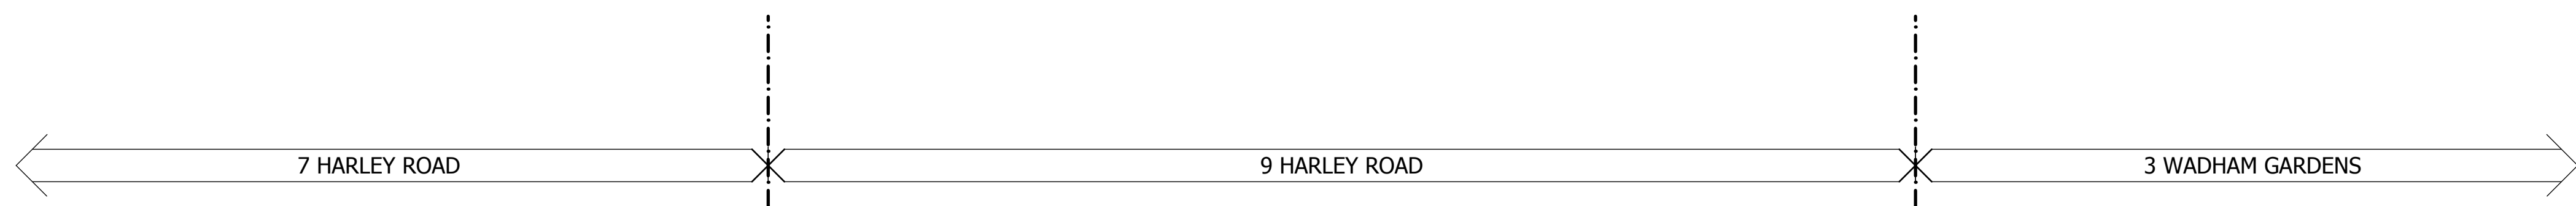 7 HARLEY ROAD
9 HARLEY ROAD
3 WADHAM GARDENS